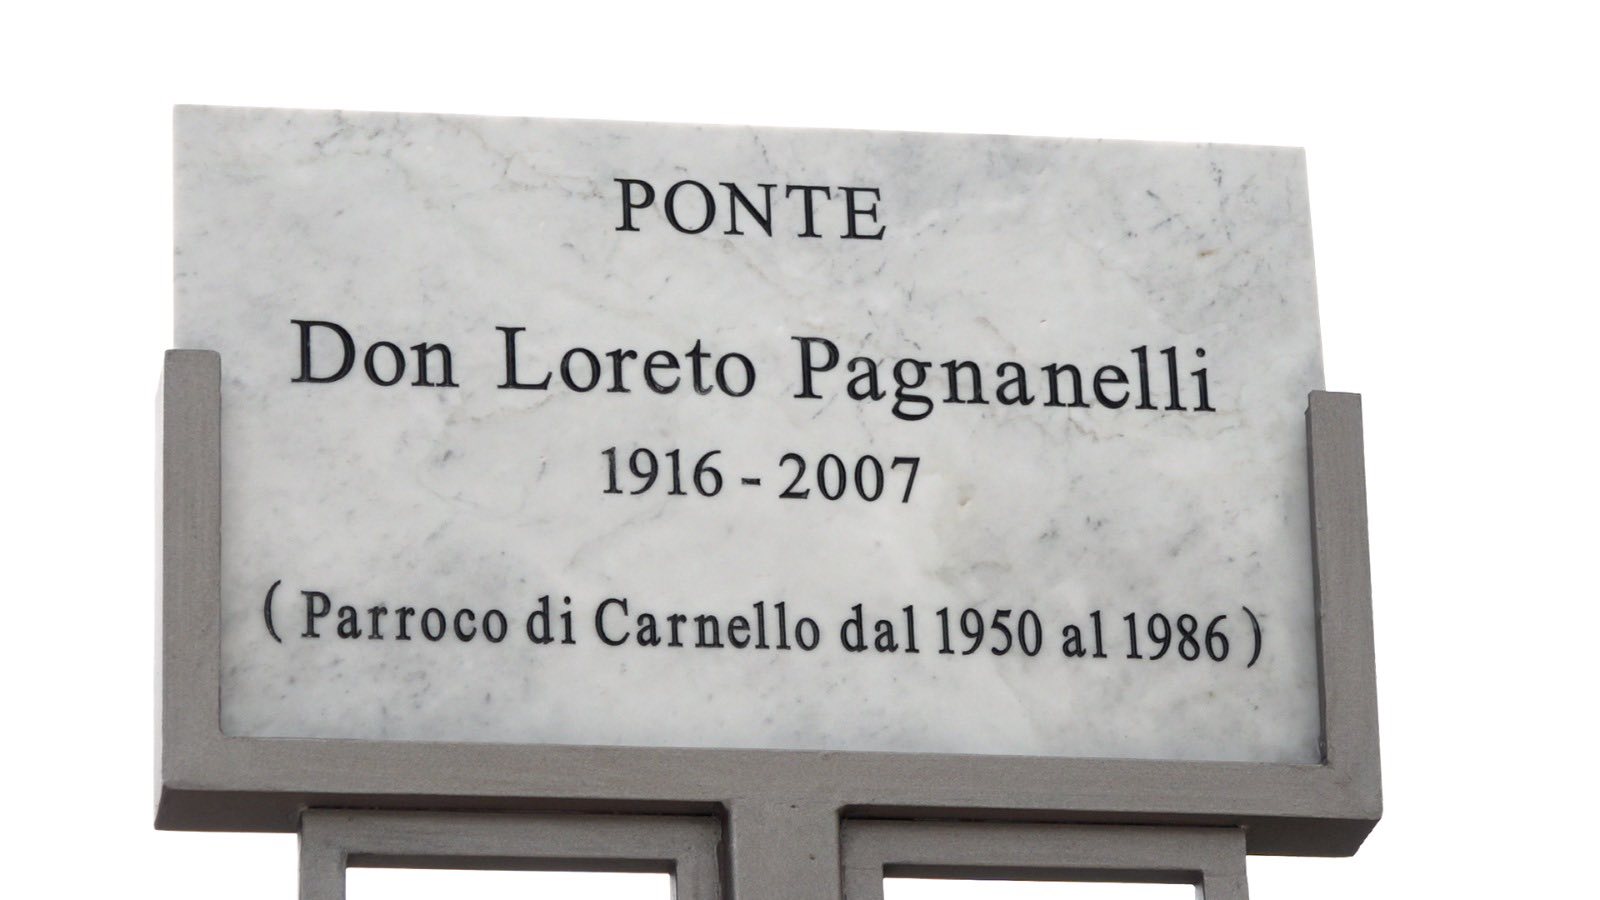 PONTE
Don Loreto Pagnanelli
1916 - 2007
( Parroco di Carnello dal 1950 al 1986 )